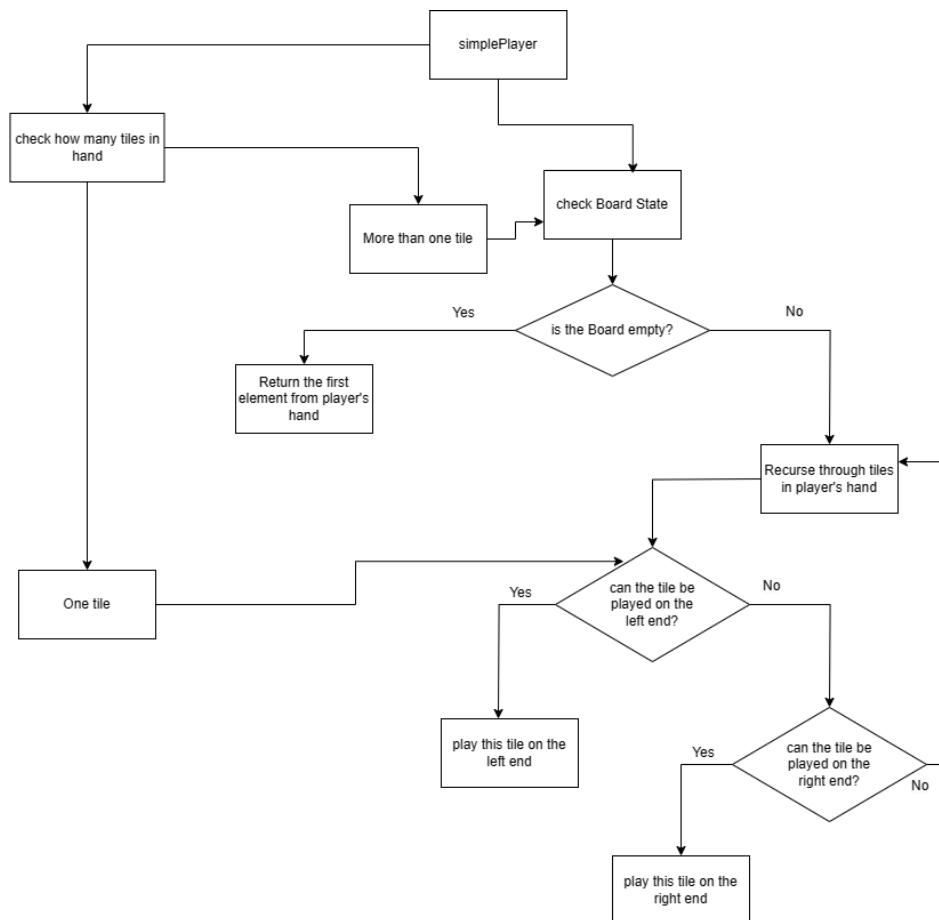 simplePlayer
check how many tiles in
hand
check Board State
More than one tile
is the Board empty?
Yes
No
Return the first
element from player's
hand
Recurse through tiles
in player's hand
One tile
can the tile be
played on the
left end?
Yes
No
play this tile on the
left end
can the tile be
played on the
right end?
Yes
No
play this tile on the
right end